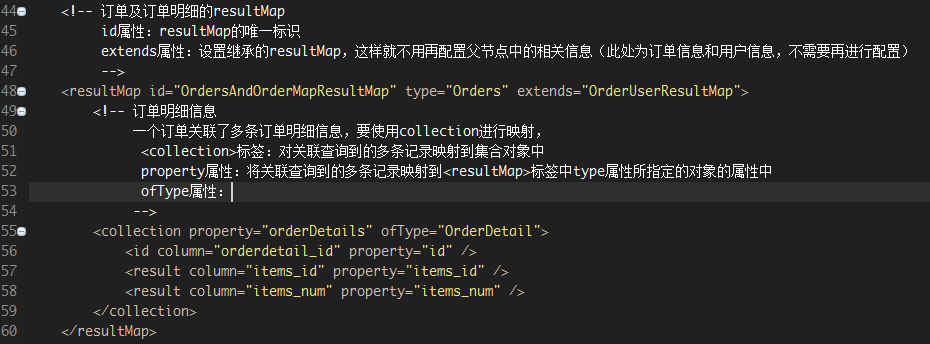 44 <!-- 订单及订单明细的resultMap
45 id属性：resultMap的唯一标识
46 extends属性：设置继承的resultMap，这样就不用再配置父节点中的相关信息（此处为订单信息和用户信息，不需要再进行配置）
47 -->
48 <resultMap id="OrdersAndOrderMapResultMap" type="Orders" extends="OrderUserResultMap">
49 <!-- 订单明细信息
50 一个订单关联了多条订单明细信息，要使用collection进行映射，
51 <collection>标签：对关联查询到的多条记录映射到集合对象中
52 property属性：将关联查询到的多条记录映射到<resultMap>标签中type属性所指定的对象的属性中
53 ofType属性：
54 -->
55 <collection property="orderDetails" ofType="OrderDetail">
56 <id column="orderdetail_id" property="id" />
57 <result column="items_id" property="items_id" />
58 <result column="items_num" property="items_num" />
59 </collection>
60 </resultMap>